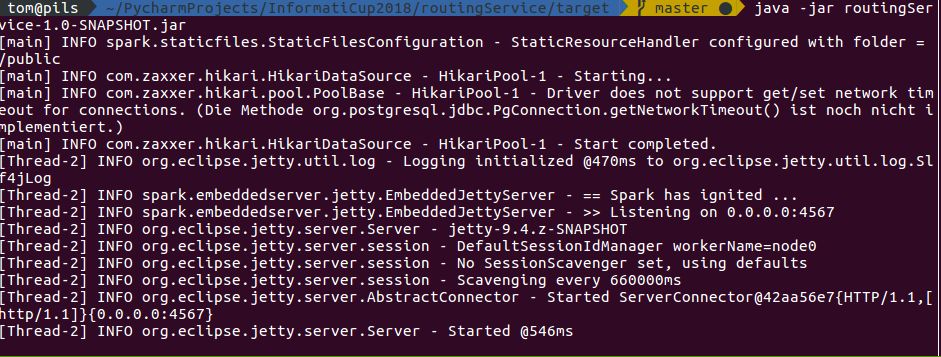 tom@pils ~/PycharmProjects/InformatiCup2018/routingService/target master ● java -jar routingSer
vice-1.0-SNAPSHOT.jar
[main] INFO spark.staticfiles.StaticFilesConfiguration - StaticResourceHandler configured with folder =
/public
[main] INFO com.zaxxer.hikari.HikariDataSource - HikariPool-1 - Starting...
[main] INFO com.zaxxer.hikari.pool.PoolBase - HikariPool-1 - Driver does not support get/set network tim
eout for connections. (Die Methode org.postgresql.jdbc.PgConnection.getNetworkTimeout() ist noch nicht i
mplementiert.)
[main] INFO com.zaxxer.hikari.HikariDataSource - HikariPool-1 - Start completed.
[Thread-2] INFO org.eclipse.jetty.util.log - Logging initialized @470ms to org.eclipse.jetty.util.log.Sl
f4jLog
[Thread-2] INFO spark.embeddedserver.jetty.EmbeddedJettyServer - == Spark has ignited ...
[Thread-2] INFO spark.embeddedserver.jetty.EmbeddedJettyServer - >> Listening on 0.0.0.0:4567
[Thread-2] INFO org.eclipse.jetty.server.Server - jetty-9.4.z-SNAPSHOT
[Thread-2] INFO org.eclipse.jetty.server.session - DefaultSessionIdManager workerName=node0
[Thread-2] INFO org.eclipse.jetty.server.session - No SessionScavenger set, using defaults
[Thread-2] INFO org.eclipse.jetty.server.session - Scavenging every 660000ms
[Thread-2] INFO org.eclipse.jetty.server.AbstractConnector - Started ServerConnector@42aa56e7{HTTP/1.1,[
http/1.1]}{0.0.0.0:4567}
[Thread-2] INFO org.eclipse.jetty.server.Server - Started @546ms